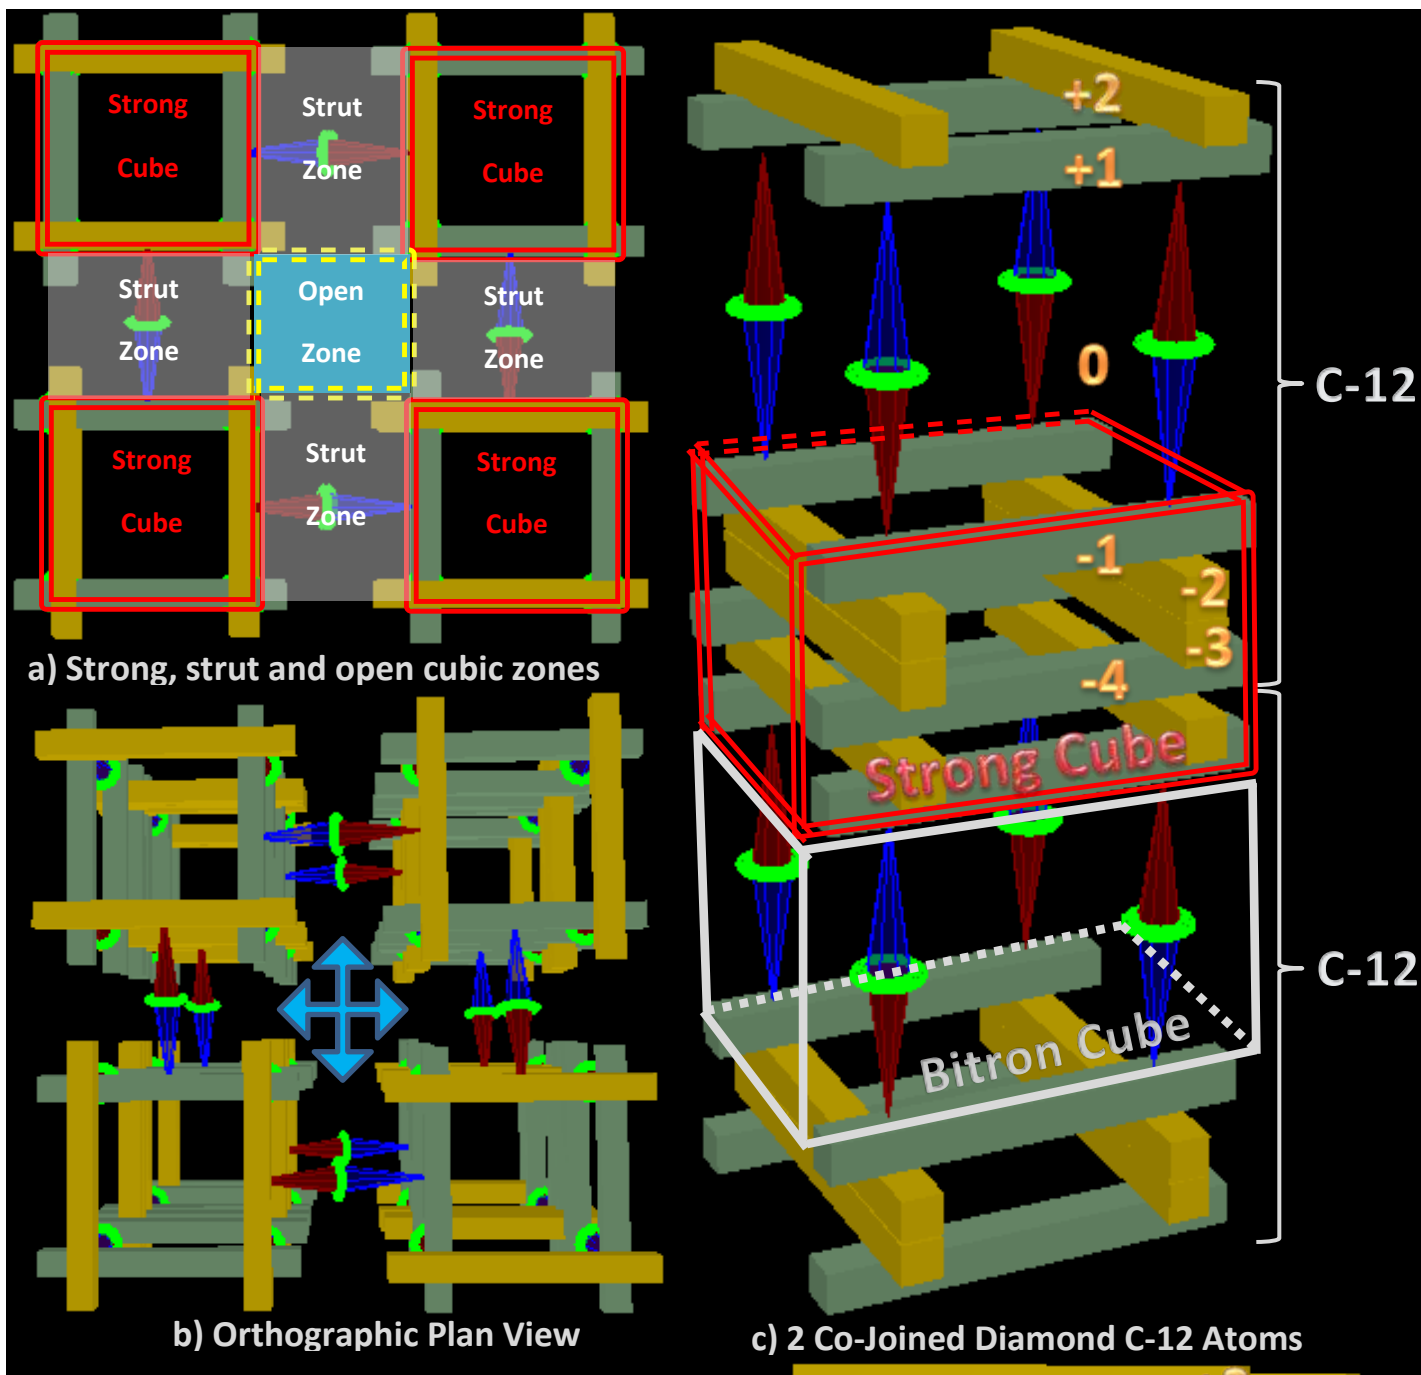 Strong
Cube
Strut
Zone
Strong
Cube
Strut
Zone
Open
Zone
Strut
Zone
Strong
Cube
Strut
Zone
Strong
Cube
a) Strong, strut and open cubic zones
b) Orthographic Plan View
+2
+1
0
-1
-2
-3
-4
Strong Cube
Bitron Cube
C-12
C-12
c) 2 Co-Joined Diamond C-12 Atoms